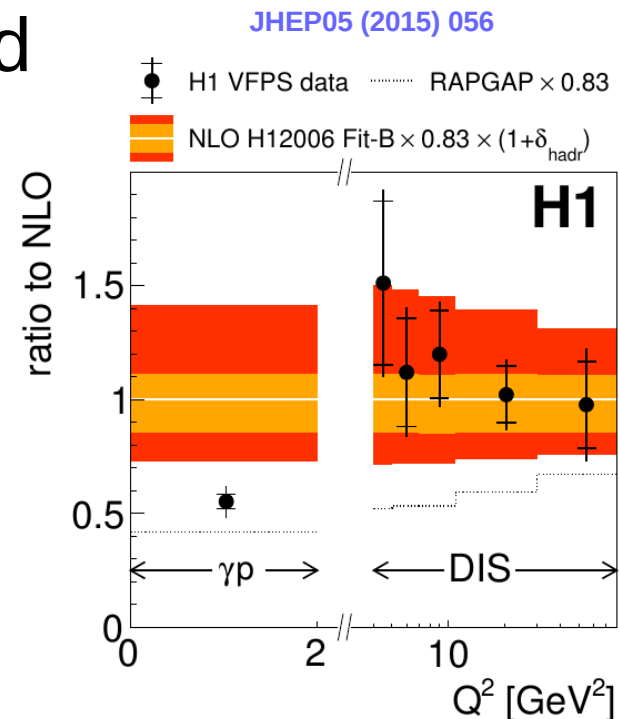 JHEP05 (2015) 056
d
H1 VFPS data RAPGAP × 0.83
NLO H12006 Fit-B × 0.83 × (1+δhadr)
H1
ratio to NLO
1.5
1
0.5
0
γp
DIS
0 2 10
Q² [GeV²]